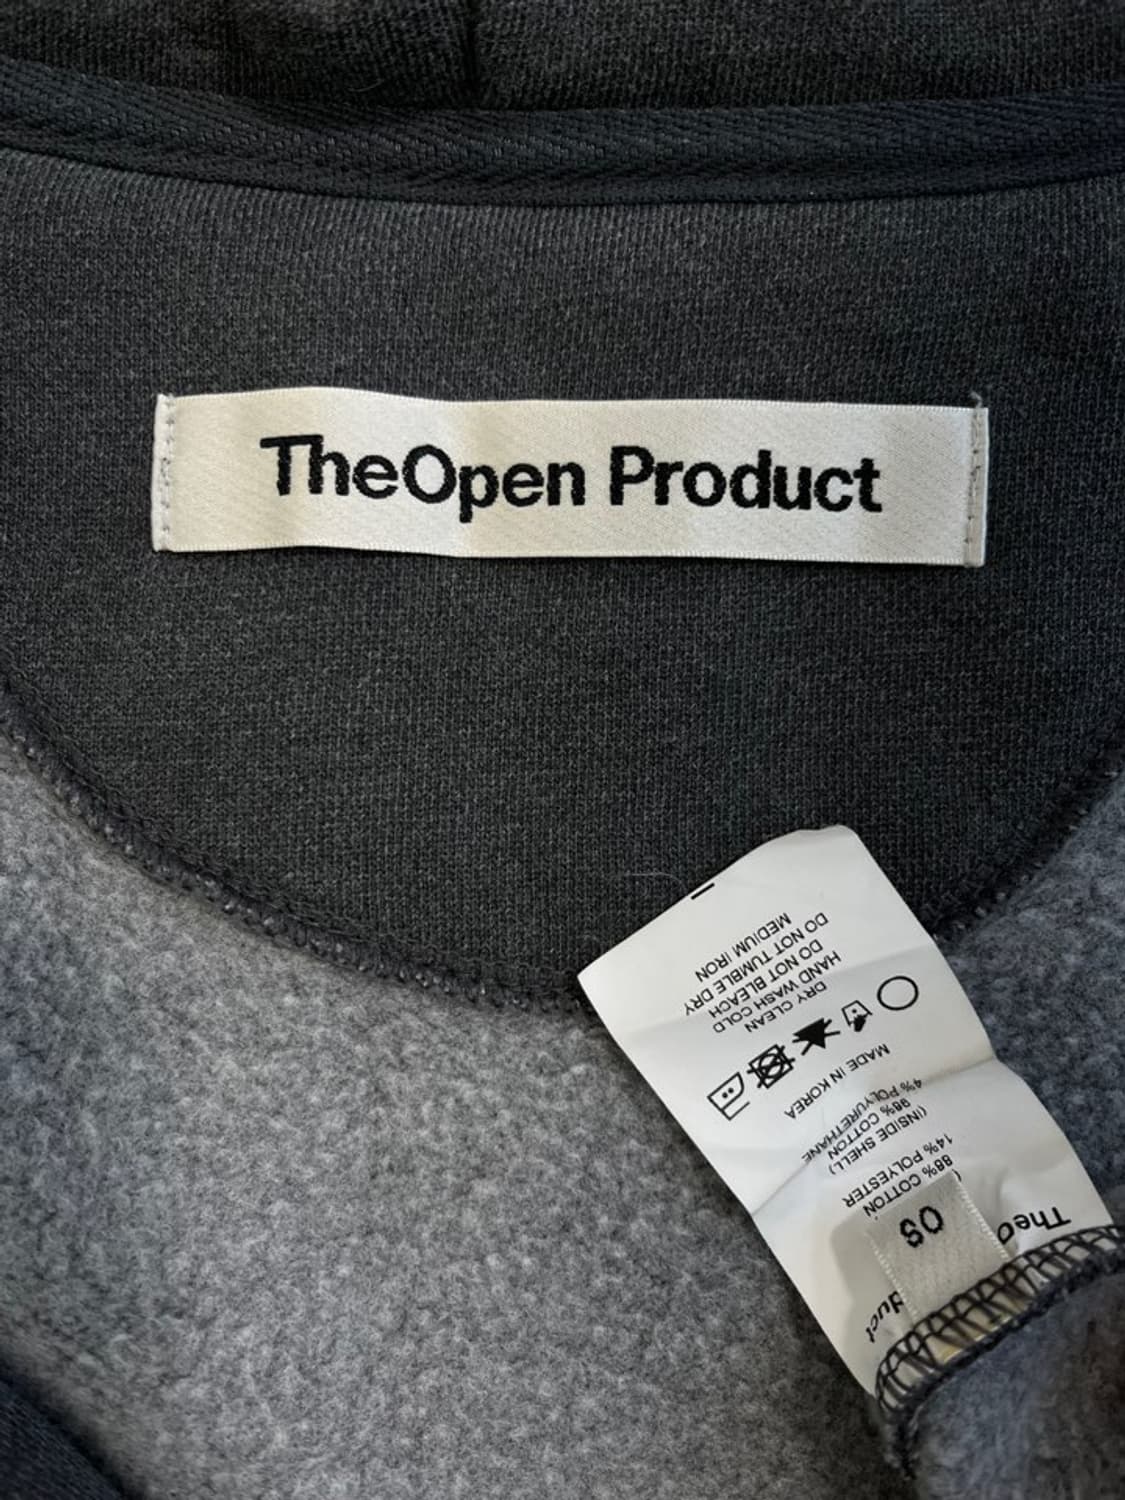 TheOpen Product
OS
86% COTTON
14% POLYESTER
(INSIDE SHELL)
96% COTTON
4% POLYURETHANE
MADE IN KOREA
DRY CLEAN
HAND WASH COLD
DO NOT BLEACH
DO NOT TUMBLE DRY
MEDIUM IRON